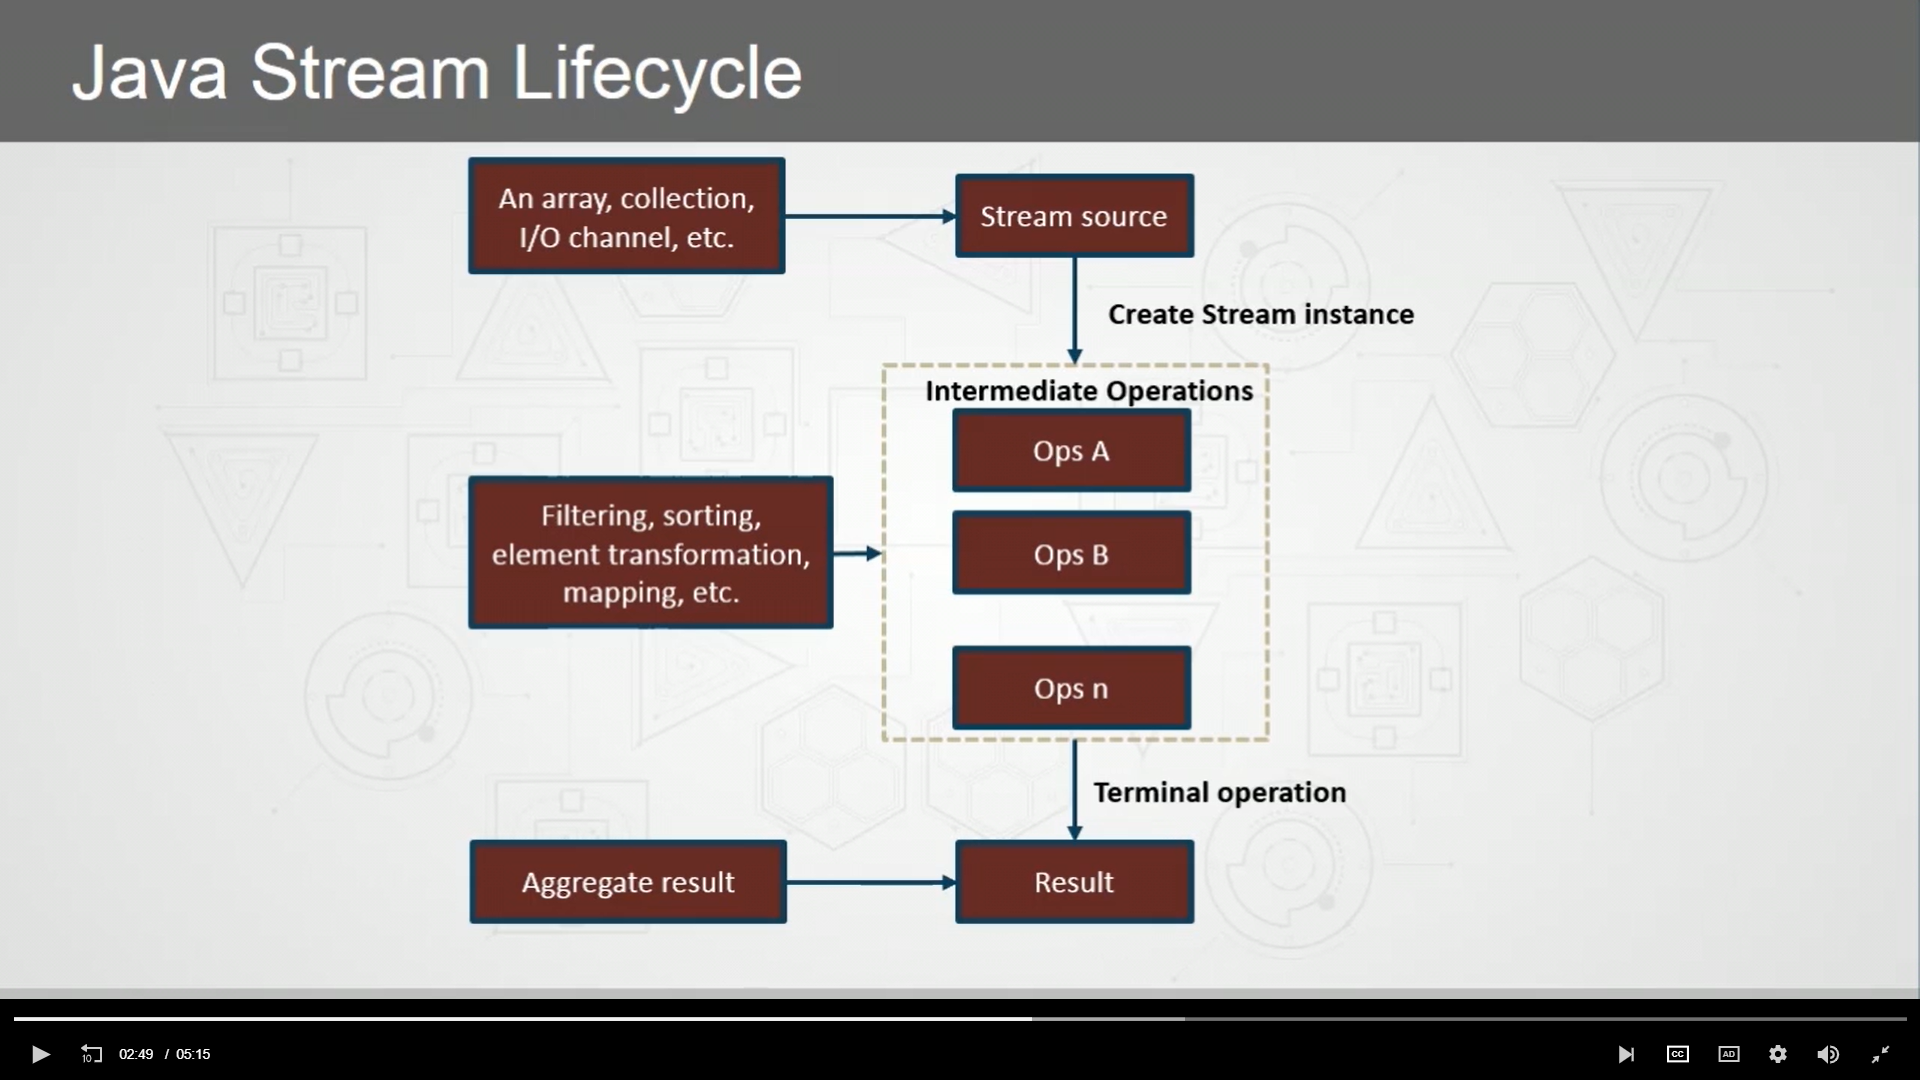 Java Stream Lifecycle
An array, collection,
I/O channel, etc.
Stream source
Create Stream instance
Intermediate Operations
Ops A
Filtering, sorting,
element transformation,
mapping, etc.
Ops B
Ops n
Terminal operation
Aggregate result
Result
10
02:49 / 05:15
CC
AD